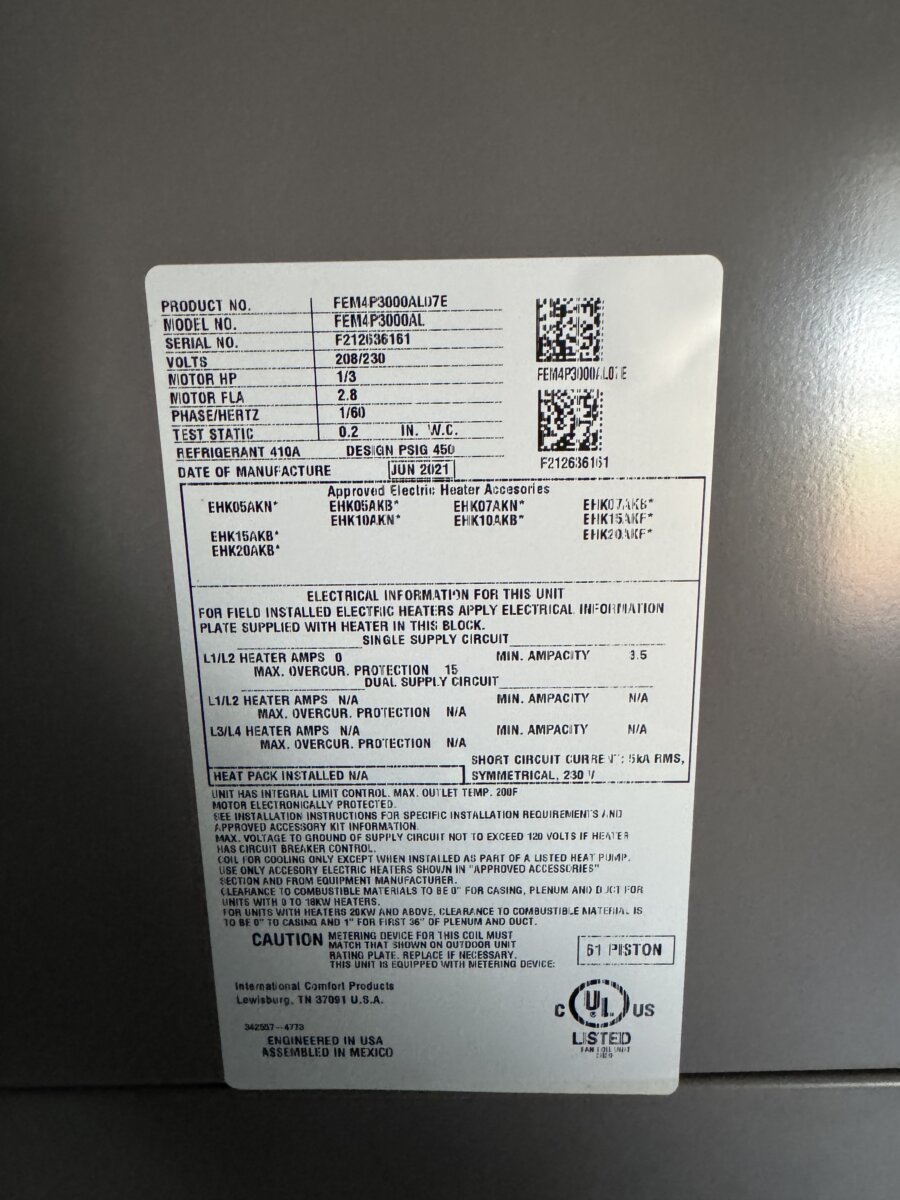 PRODUCT NO. FEM4P3000AL07E
MODEL NO. FEM4P3000AL
SERIAL NO. F212636161
VOLTS 208/230
MOTOR HP 1/3
MOTOR FLA 2.8
PHASE/HERTZ 1/60
TEST STATIC 0.2 IN. W.C.
REFRIGERANT 410A DESIGN PSIG 450
DATE OF MANUFACTURE JUN 2021
FEM4P3000AL07E
F212636161
Approved Electric Heater Accesories
EHK05AKN* EHK05AKB* EHK07AKN* EHK07AKB*
EHK10AKN* EHK10AKB* EHK15AKF*
EHK15AKB* EHK20AKF*
EHK20AKB*
ELECTRICAL INFORMATION FOR THIS UNIT
FOR FIELD INSTALLED ELECTRIC HEATERS APPLY ELECTRICAL INFORMATION
PLATE SUPPLIED WITH HEATER IN THIS BLOCK.
SINGLE SUPPLY CIRCUIT
L1/L2 HEATER AMPS 0 MIN. AMPACITY 3.5
MAX. OVERCUR. PROTECTION 15
DUAL SUPPLY CIRCUIT
L1/L2 HEATER AMPS N/A MIN. AMPACITY N/A
MAX. OVERCUR. PROTECTION N/A
L3/L4 HEATER AMPS N/A MIN. AMPACITY N/A
MAX. OVERCUR. PROTECTION N/A
SHORT CIRCUIT CURRENT: 5kA RMS,
HEAT PACK INSTALLED N/A SYMMETRICAL, 230 V
UNIT HAS INTEGRAL LIMIT CONTROL. MAX. OUTLET TEMP. 200F
MOTOR ELECTRONICALLY PROTECTED.
SEE INSTALLATION INSTRUCTIONS FOR SPECIFIC INSTALLATION REQUIREMENTS AND
APPROVED ACCESSORY KIT INFORMATION.
MAX. VOLTAGE TO GROUND OF SUPPLY CIRCUIT NOT TO EXCEED 120 VOLTS IF HEATER
HAS CIRCUIT BREAKER CONTROL.
COIL FOR COOLING ONLY EXCEPT WHEN INSTALLED AS PART OF A LISTED HEAT PUMP.
USE ONLY ACCESORY ELECTRIC HEATERS SHOWN IN "APPROVED ACCESSORIES"
SECTION AND FROM EQUIPMENT MANUFACTURER.
CLEARANCE TO COMBUSTIBLE MATERIALS TO BE 0" FOR CASING, PLENUM AND DUCT FOR
UNITS WITH 0 TO 18KW HEATERS.
FOR UNITS WITH HEATERS 20KW AND ABOVE, CLEARANCE TO COMBUSTIBLE MATERIAL IS
TO BE 0" TO CASING AND 1" FOR FIRST 36" OF PLENUM AND DUCT.
CAUTION METERING DEVICE FOR THIS COIL MUST
MATCH THAT SHOWN ON OUTDOOR UNIT
RATING PLATE. REPLACE IF NECESSARY.
THIS UNIT IS EQUIPPED WITH METERING DEVICE:
61 PISTON
International Comfort Products
Lewisburg, TN 37091 U.S.A.
342557-4773
ENGINEERED IN USA
ASSEMBLED IN MEXICO
C UL US
LISTED
FAN COIL UNIT